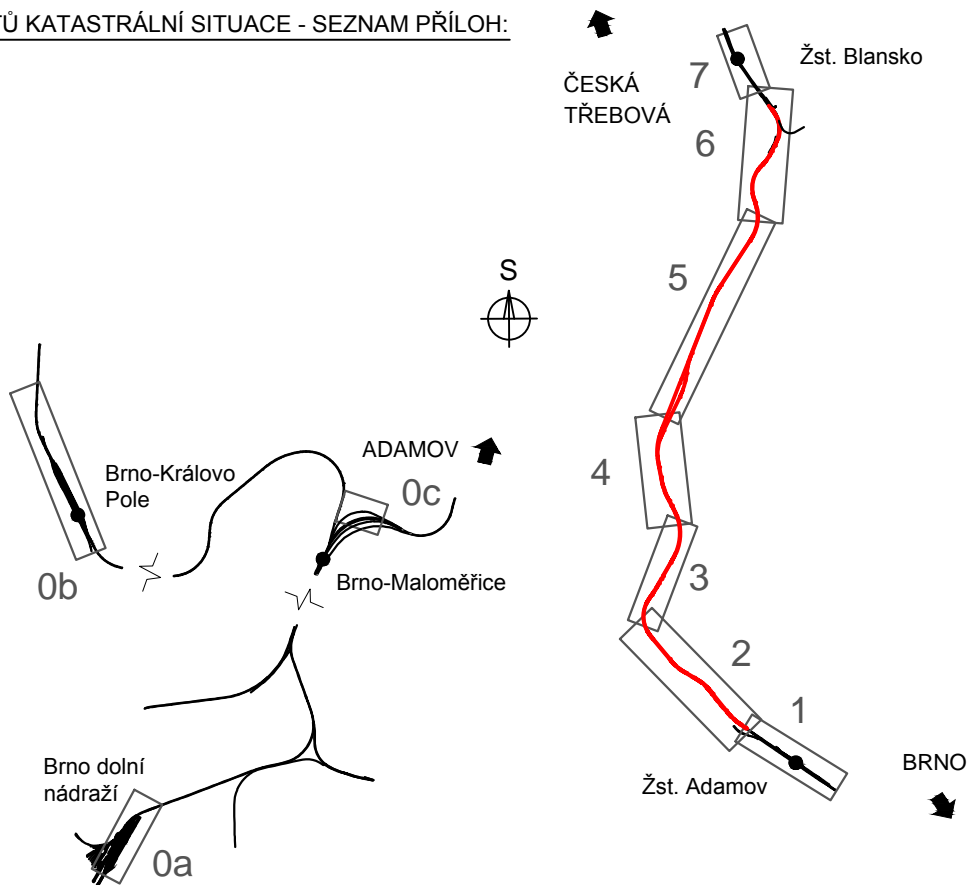 KATASTRÁLNÍ SITUACE - SEZNAM PŘÍLOH:
ČESKÁ
TŘEBOVÁ
7
Žst. Blansko
6
5
S
ADAMOV
0c
Brno-Královo
Pole
0b
Brno-Maloměřice
4
3
2
1
Brno dolní
nádraží
0a
Žst. Adamov
BRNO